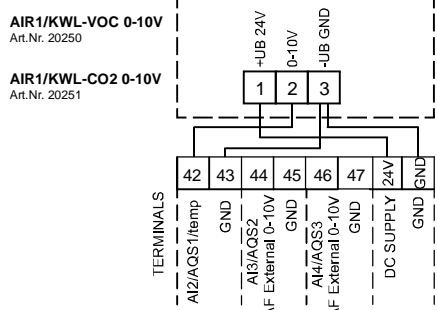 AIR1/KWL-VOC 0-10V
Art.Nr. 20250
AIR1/KWL-CO2 0-10V
Art.Nr. 20251
+UB 24V
0-10V
-UB GND
1 2 3
42 43 44 45 46 47 24V GND
TERMINALS
AI2/AQS1/temp
GND
AI3/AQS2
AF External 0-10V
GND
AI4/AQS3
AF External 0-10V
GND
DC SUPPLY
GND